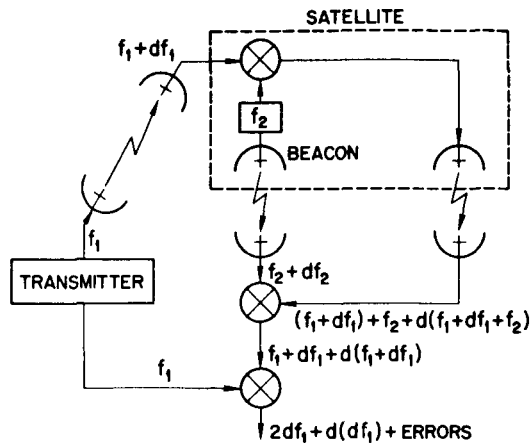 SATELLITE
f₁ + df₁
f₂
BEACON
f₁
TRANSMITTER
f₂ + df₂
(f₁ + df₁) + f₂ + d(f₁ + df₁ + f₂)
f₁ + df₁ + d(f₁ + df₁)
f₁
2df₁ + d(df₁) + ERRORS